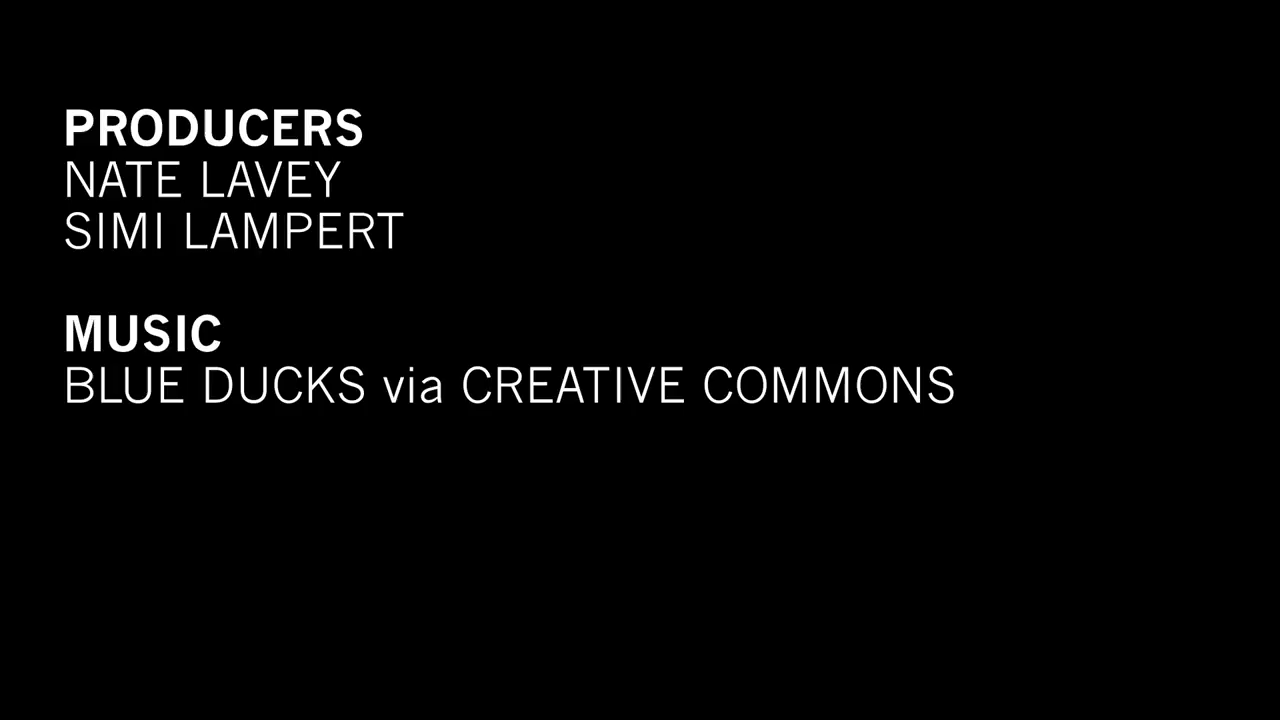 PRODUCERS
NATE LAVEY
SIMI LAMPERT
MUSIC
BLUE DUCKS via CREATIVE COMMONS